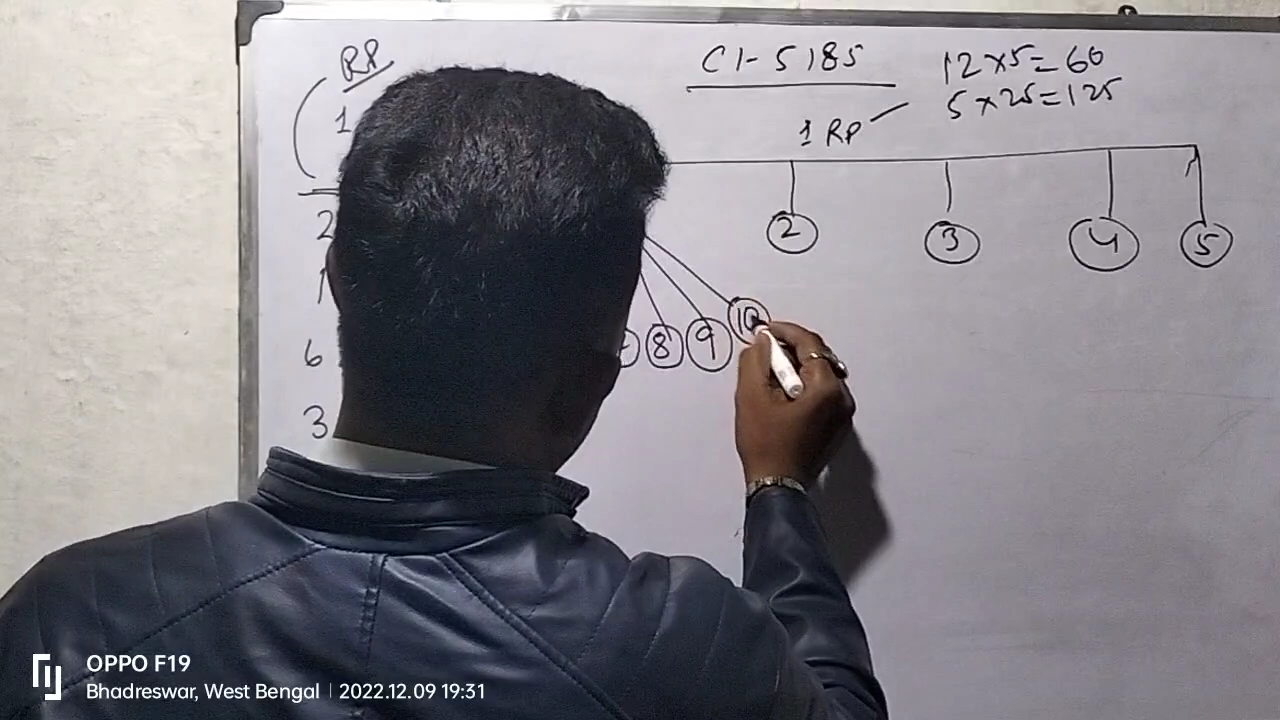 RP
1
C1-5185
12×5=60
5×25=125
1 RP
2
2
3
4
5
1
6
8
9
10
3
OPPO F19
Bhadreswar, West Bengal | 2022.12.09 19:31